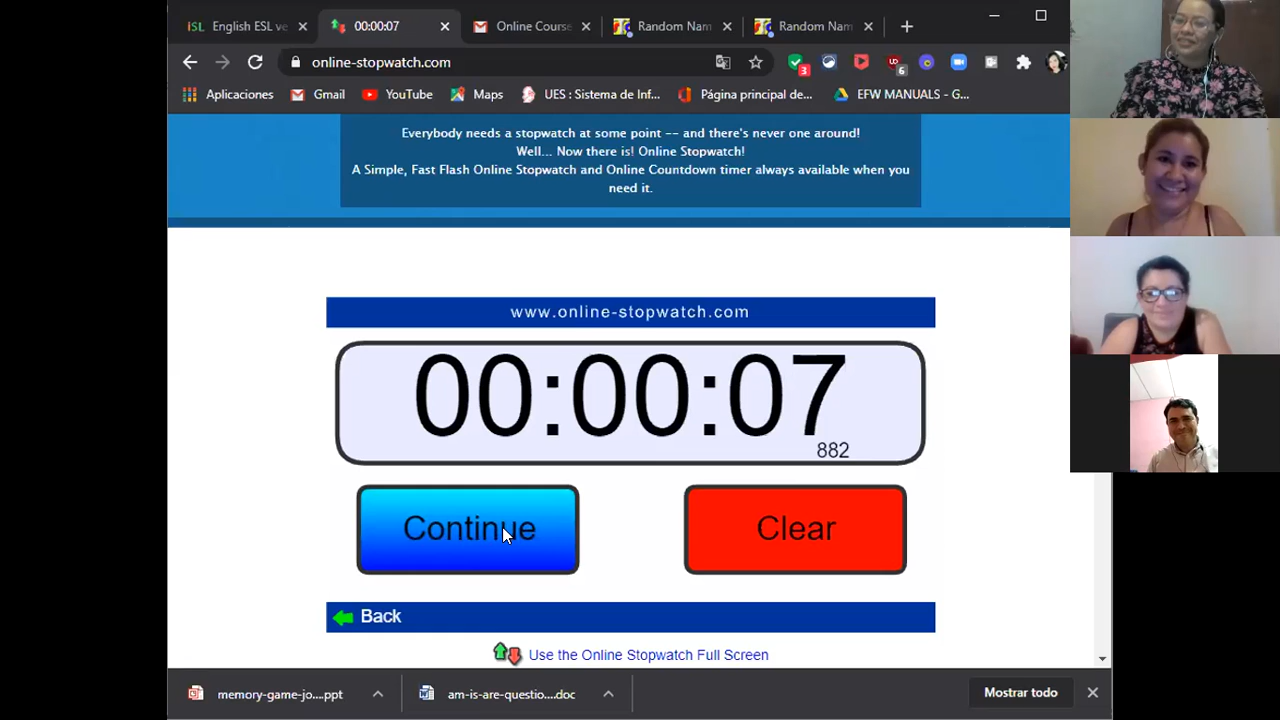 iSL English ESL ve
00:00:07
Online Course
Random Nam
Random Nam
online-stopwatch.com
3
UD
6
Aplicaciones
Gmail
YouTube
Maps
UES : Sistema de Inf...
Página principal de...
EFW MANUALS - G...
Everybody needs a stopwatch at some point -- and there's never one around!
Well... Now there is! Online Stopwatch!
A Simple, Fast Flash Online Stopwatch and Online Countdown timer always available when you
need it.
www.online-stopwatch.com
00:00:07
882
Continue
Clear
Back
Use the Online Stopwatch Full Screen
memory-game-jo....ppt
am-is-are-questio....doc
Mostrar todo